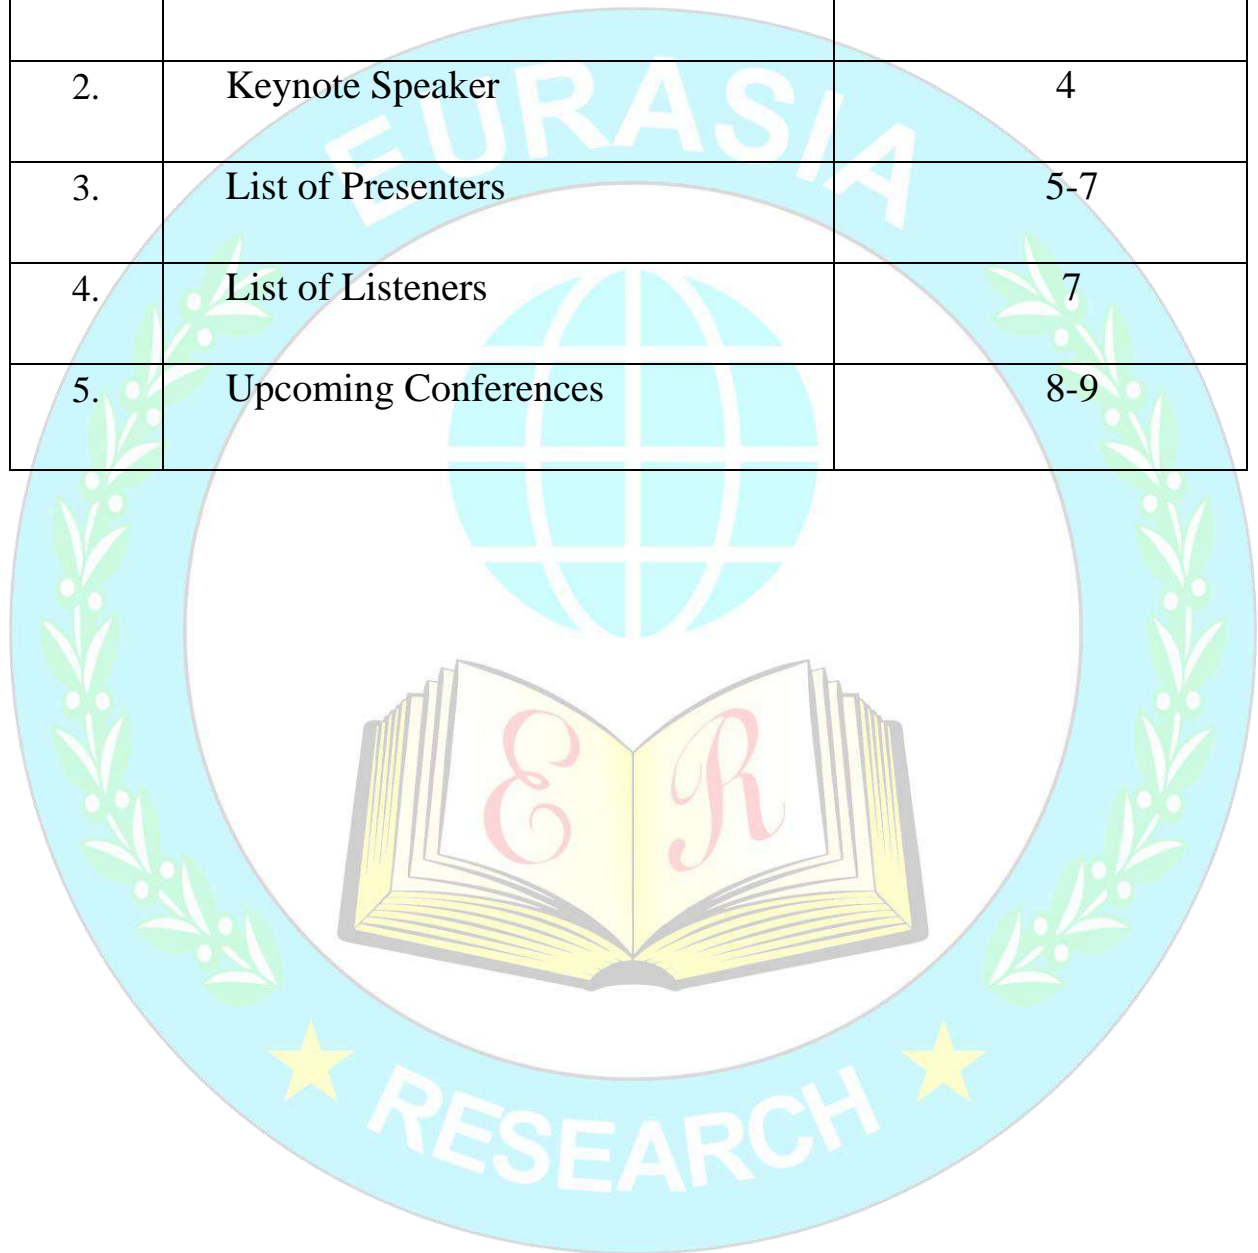 2. Keynote Speaker 4
3. List of Presenters 5-7
4. List of Listeners 7
5. Upcoming Conferences 8-9
EURASIA
E R
RESEARCH